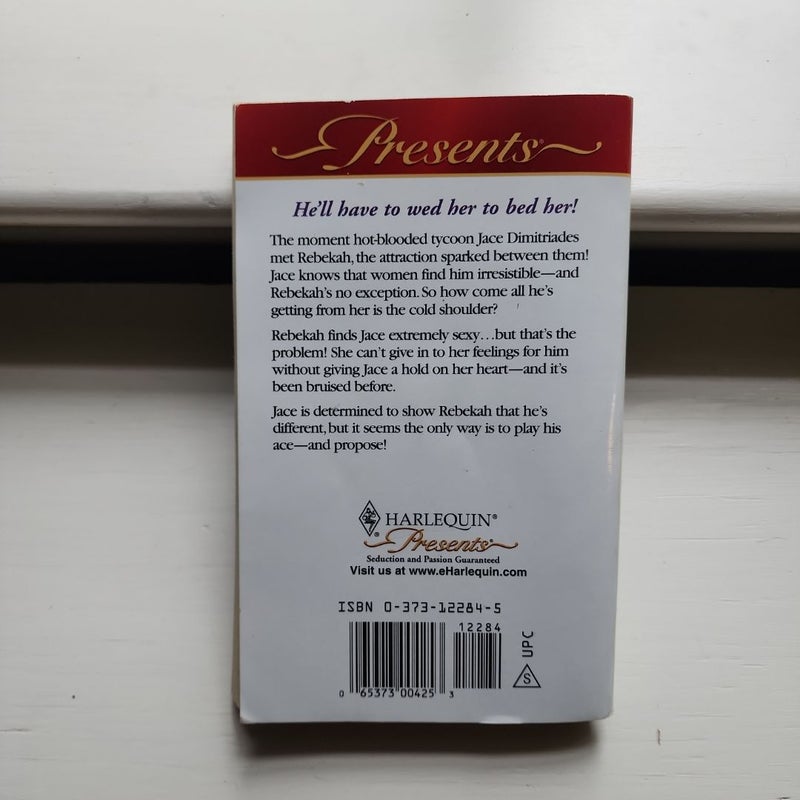 Presents®
He'll have to wed her to bed her!
The moment hot-blooded tycoon Jace Dimitriades
met Rebekah, the attraction sparked between them!
Jace knows that women find him irresistible—and
Rebekah's no exception. So how come all he's
getting from her is the cold shoulder?
Rebekah finds Jace extremely sexy…but that's the
problem! She can't give in to her feelings for him
without giving Jace a hold on her heart—and it's
been bruised before.
Jace is determined to show Rebekah that he's
different, but it seems the only way is to play his
ace—and propose!
® HARLEQUIN®
Presents®
Seduction and Passion Guaranteed
Visit us at www.eHarlequin.com
ISBN 0-373-12284-5
12284
UPC
S
0 65373 00425 3